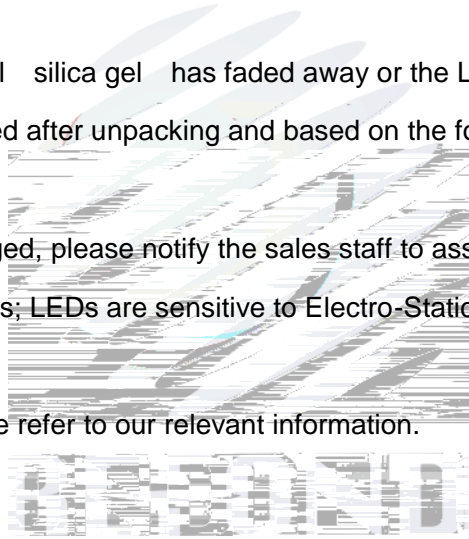 l silica gel has faded away or the L
ed after unpacking and based on the fo
ged, please notify the sales staff to ass
s; LEDs are sensitive to Electro-Static
e refer to our relevant information.